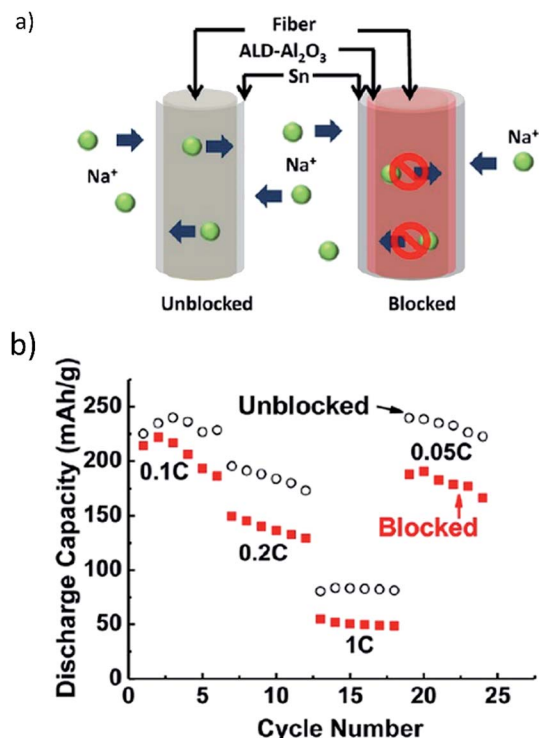 a)
Fiber
ALD-Al₂O₃
Sn
Na⁺
Na⁺
Na⁺
Unblocked
Blocked
b)
Discharge Capacity (mAh/g)
250
200
150
100
50
0
Unblocked
0.05C
0.1C
0.2C
Blocked
1C
0
5
10
15
20
25
Cycle Number